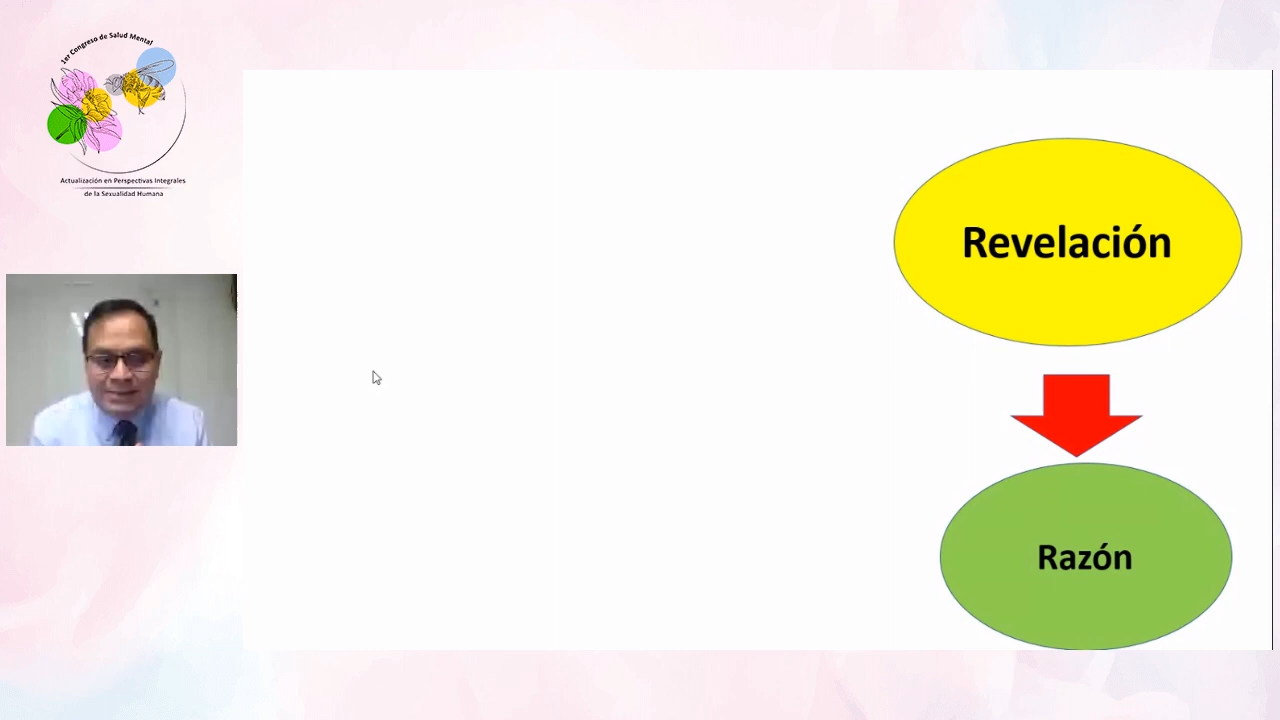 1er Congreso de Salud Mental
Actualización en Perspectivas Integrales
de la Sexualidad Humana
Revelación
Razón